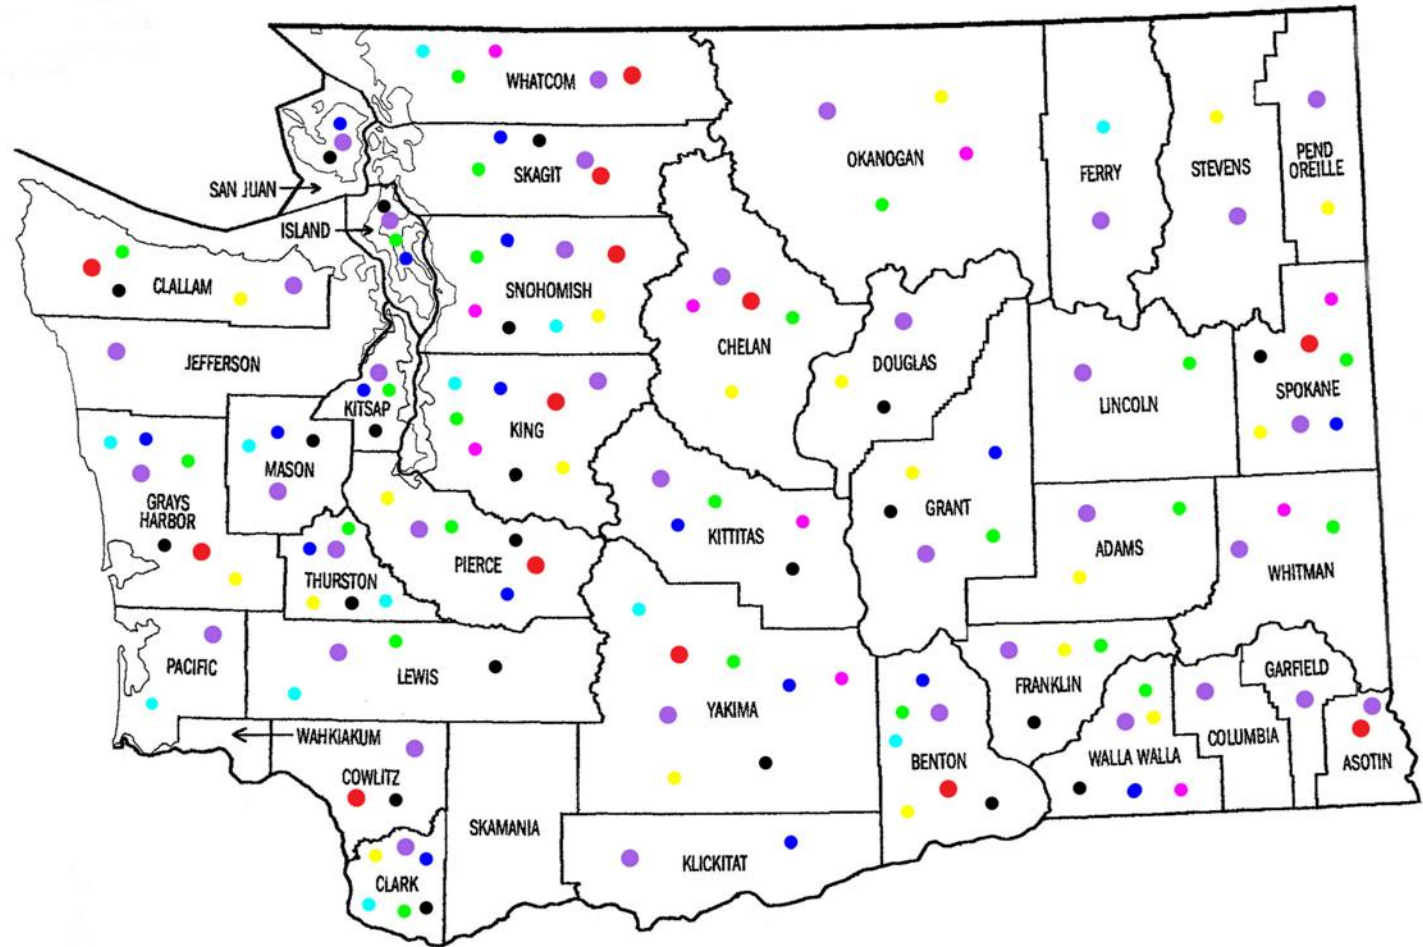 WHATCOM
SKAGIT
SAN JUAN
ISLAND
SNOHOMISH
OKANOGAN
FERRY
STEVENS
PEND
OREILLE
CLALLAM
JEFFERSON
CHELAN
DOUGLAS
KITSAP
KING
LINCOLN
SPOKANE
MASON
GRAYS
HARBOR
GRANT
KITTITAS
ADAMS
WHITMAN
PIERCE
THURSTON
PACIFIC
LEWIS
YAKIMA
FRANKLIN
GARFIELD
WAHKIAKUM
COWLITZ
BENTON
WALLA WALLA
COLUMBIA
ASOTIN
SKAMANIA
KLICKITAT
CLARK